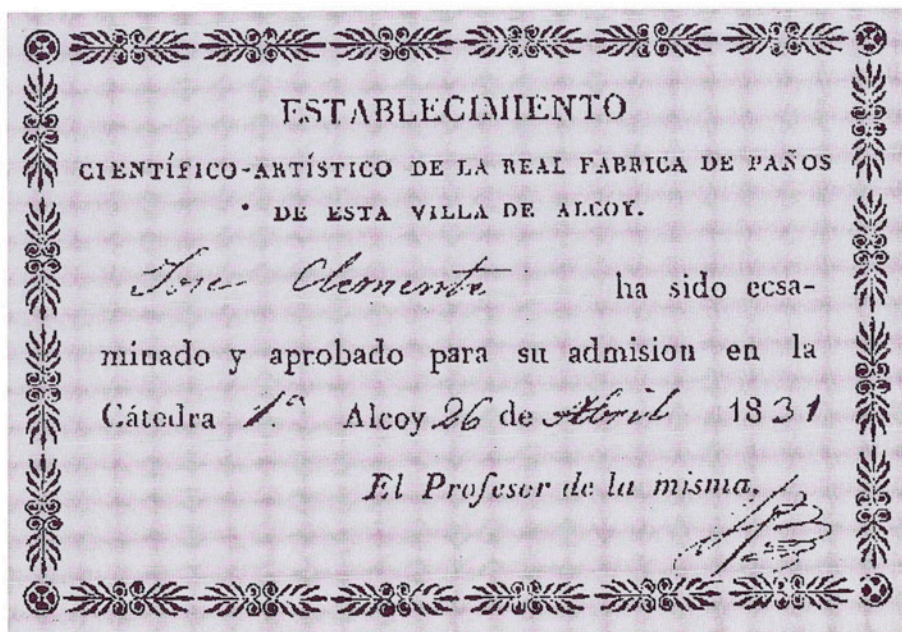 ESTABLECIMIENTO
CIENTÍFICO-ARTÍSTICO DE LA REAL FABRICA DE PAÑOS
DE ESTA VILLA DE ALCOY.
Jose Clemente ha sido ecsa-
minado y aprobado para su admision en la
Cátedra 1ª Alcoy 26 de Abril 1831
El Profesor de la misma,